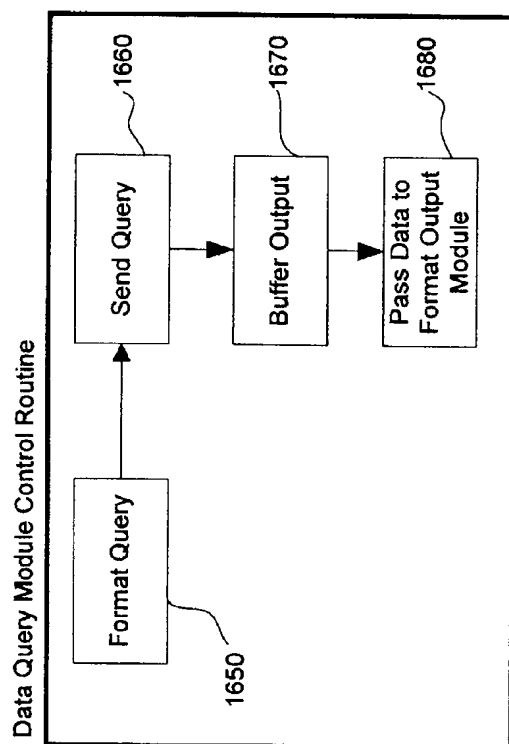 Data Query Module Control Routine
Format Query
1650
Send Query
1660
Buffer Output
1670
Pass Data to
Format Output
Module
1680